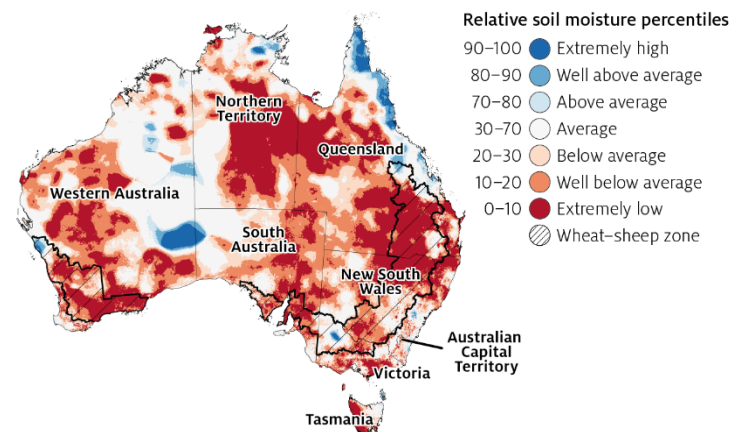 Relative soil moisture percentiles
90–100 Extremely high
80–90 Well above average
70–80 Above average
30–70 Average
20–30 Below average
10–20 Well below average
0–10 Extremely low
Wheat–sheep zone
Northern
Territory
Queensland
Western Australia
South
Australia
New South
Wales
Australian
Capital
Territory
Victoria
Tasmania